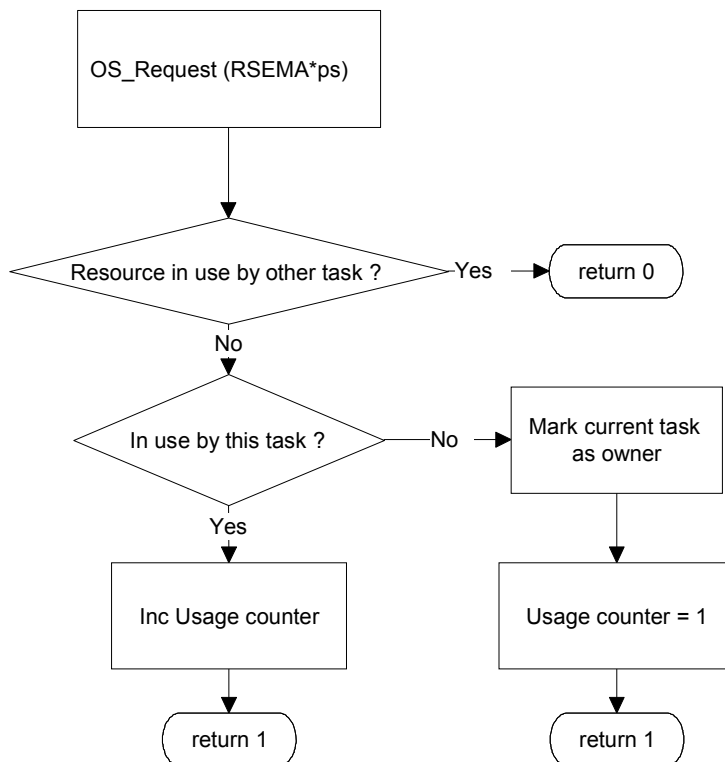 OS_Request (RSEMA*ps)
Resource in use by other task ?
Yes
return 0
No
In use by this task ?
No
Mark current task
as owner
Yes
Inc Usage counter
Usage counter = 1
return 1
return 1